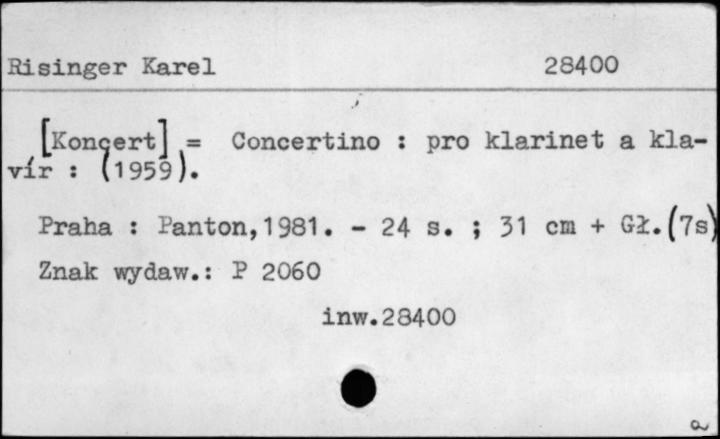 Risinger Karel 28400
[Koncert] = Concertino : pro klarinet a kla-
vír : (1959).
Praha : Panton,1981. - 24 s. ; 31 cm + Gł.(7s)
Znak wydaw.: P 2060
inw.28400
a